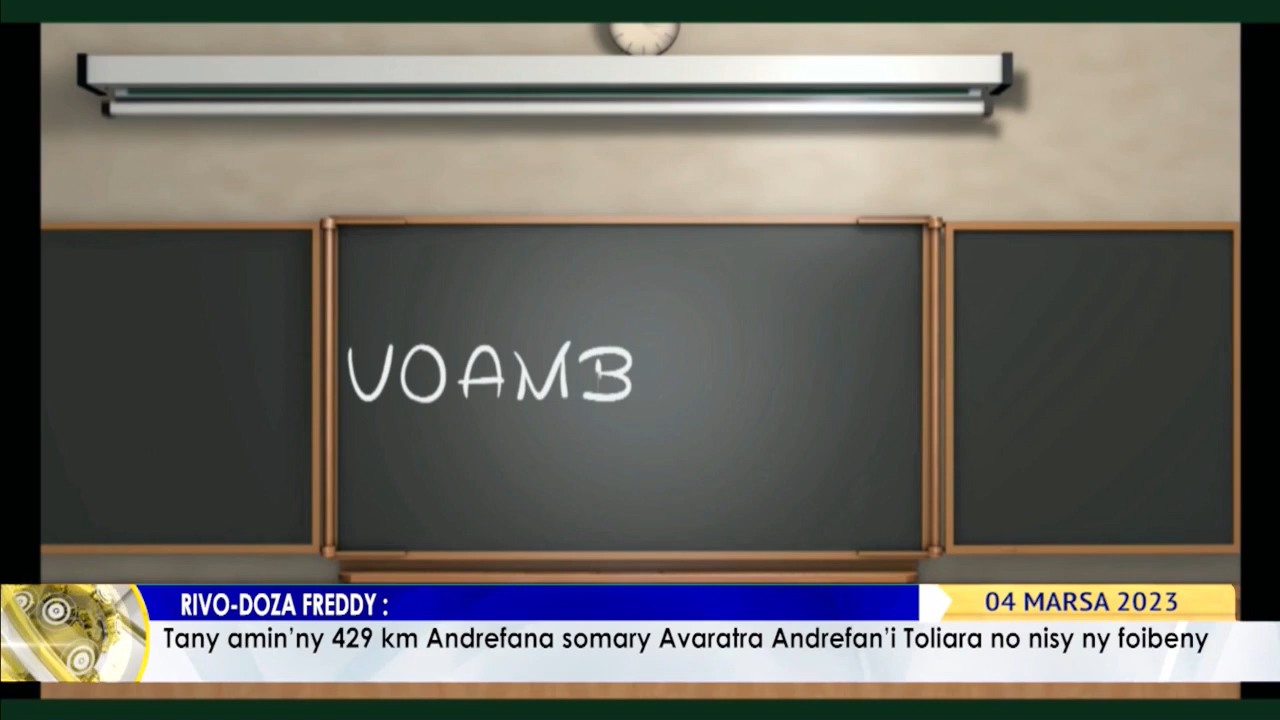 VOAMB
RIVO-DOZA FREDDY :
04 MARSA 2023
Tany amin'ny 429 km Andrefana somary Avaratra Andrefan'i Toliara no nisy ny foibeny